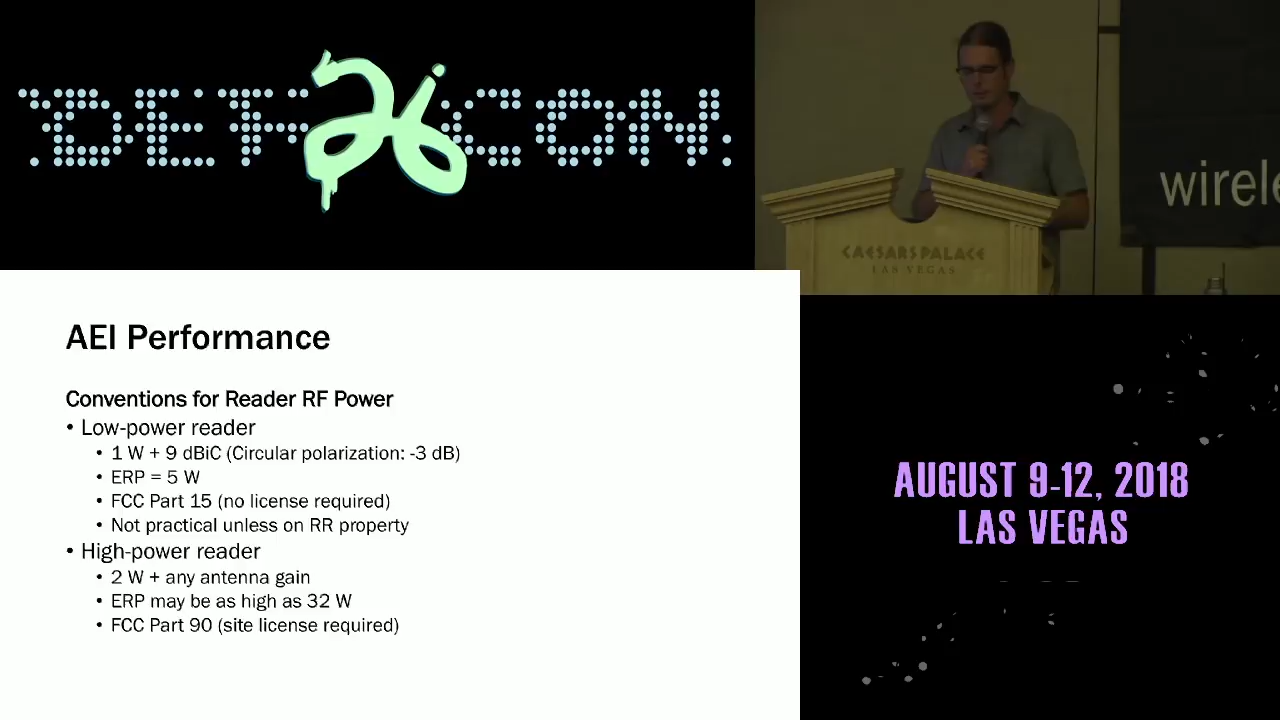 DEF CON 26
wirele
CAESARS PALACE
LAS VEGAS
AEI Performance
Conventions for Reader RF Power
• Low-power reader
• 1 W + 9 dBiC (Circular polarization: -3 dB)
• ERP = 5 W
• FCC Part 15 (no license required)
• Not practical unless on RR property
• High-power reader
• 2 W + any antenna gain
• ERP may be as high as 32 W
• FCC Part 90 (site license required)
AUGUST 9-12, 2018
LAS VEGAS